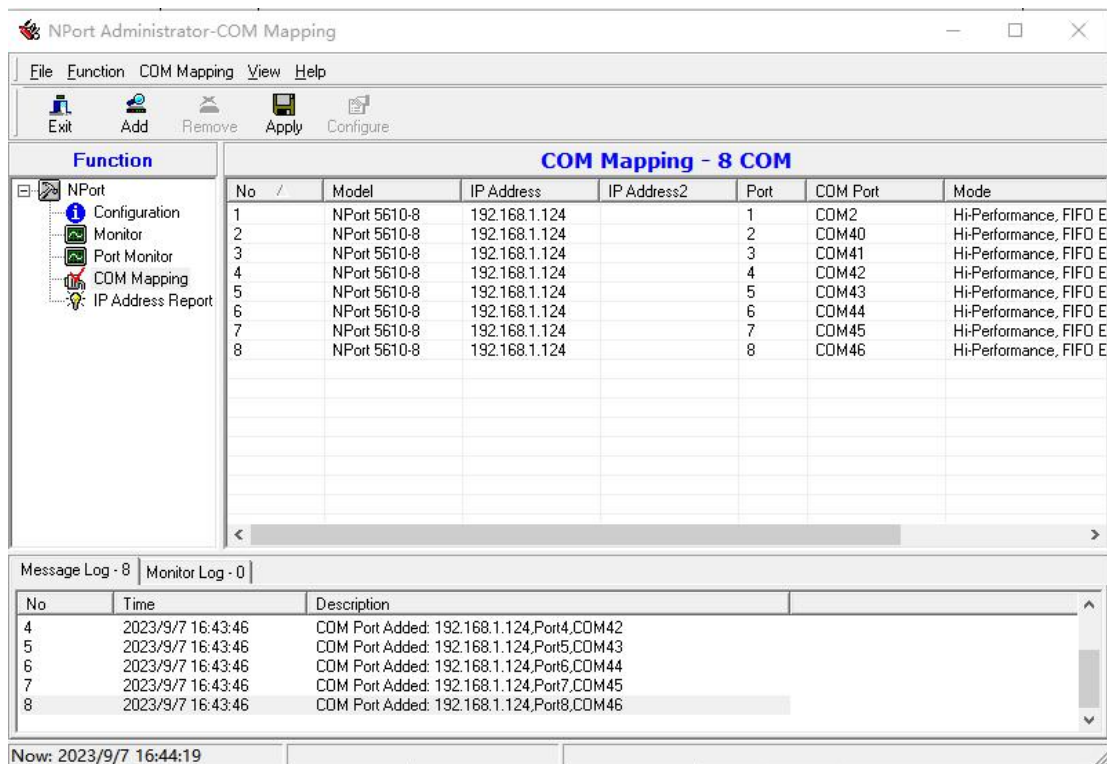 NPort Administrator-COM Mapping
File Function COM Mapping View Help
Exit Add Remove Apply Configure
Function
COM Mapping - 8 COM
NPort
Configuration
Monitor
Port Monitor
COM Mapping
IP Address Report
No Model IP Address IP Address2 Port COM Port Mode
1 NPort 5610-8 192.168.1.124 1 COM2 Hi-Performance, FIFO E
2 NPort 5610-8 192.168.1.124 2 COM40 Hi-Performance, FIFO E
3 NPort 5610-8 192.168.1.124 3 COM41 Hi-Performance, FIFO E
4 NPort 5610-8 192.168.1.124 4 COM42 Hi-Performance, FIFO E
5 NPort 5610-8 192.168.1.124 5 COM43 Hi-Performance, FIFO E
6 NPort 5610-8 192.168.1.124 6 COM44 Hi-Performance, FIFO E
7 NPort 5610-8 192.168.1.124 7 COM45 Hi-Performance, FIFO E
8 NPort 5610-8 192.168.1.124 8 COM46 Hi-Performance, FIFO E
Message Log - 8 Monitor Log - 0
No Time Description
4 2023/9/7 16:43:46 COM Port Added: 192.168.1.124,Port4,COM42
5 2023/9/7 16:43:46 COM Port Added: 192.168.1.124,Port5,COM43
6 2023/9/7 16:43:46 COM Port Added: 192.168.1.124,Port6,COM44
7 2023/9/7 16:43:46 COM Port Added: 192.168.1.124,Port7,COM45
8 2023/9/7 16:43:46 COM Port Added: 192.168.1.124,Port8,COM46
Now: 2023/9/7 16:44:19